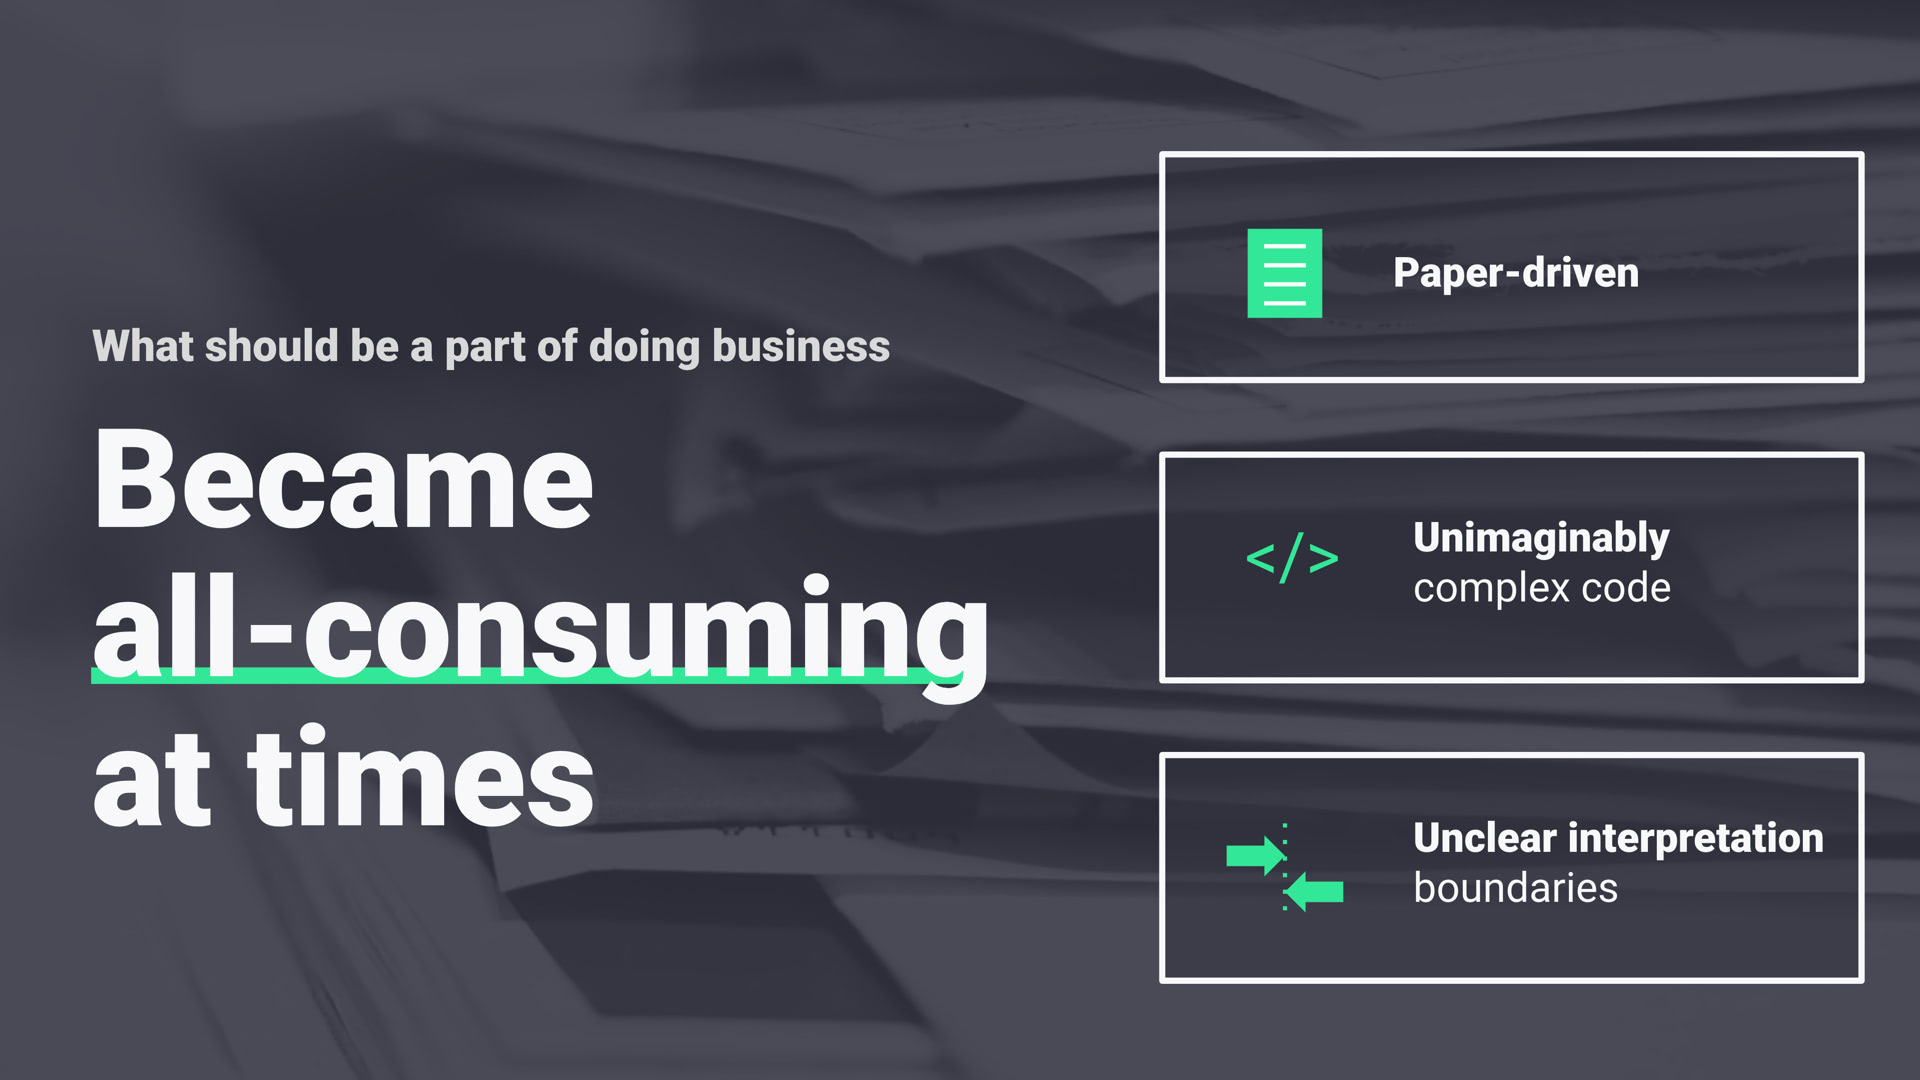 What should be a part of doing business
Became
all-consuming
at times
Paper-driven
</>
Unimaginably
complex code
Unclear interpretation
boundaries